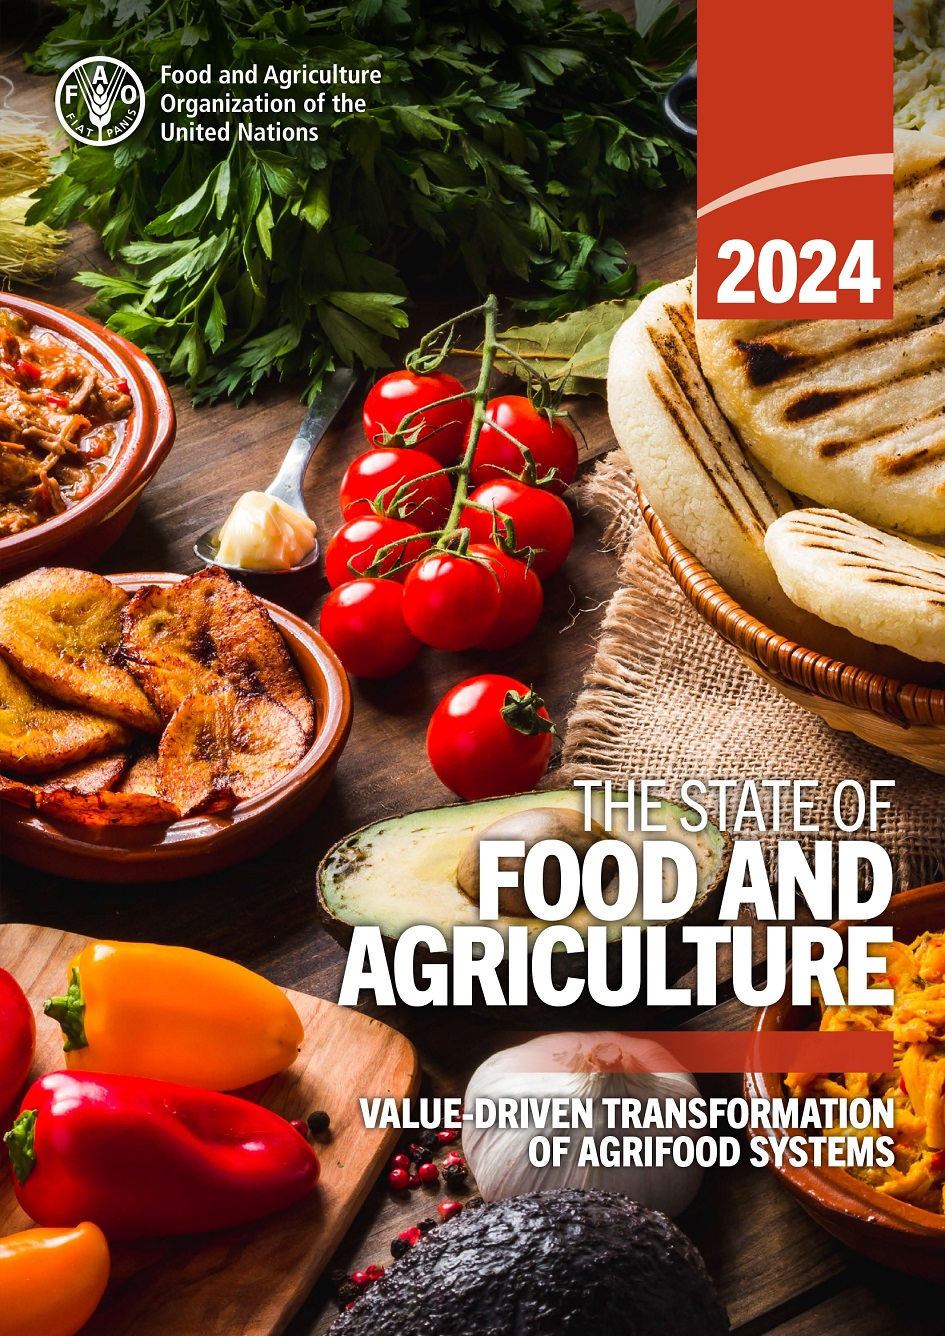 FAO
FIAT PANIS
Food and Agriculture
Organization of the
United Nations
2024
THE STATE OF
FOOD AND
AGRICULTURE
VALUE-DRIVEN TRANSFORMATION
OF AGRIFOOD SYSTEMS